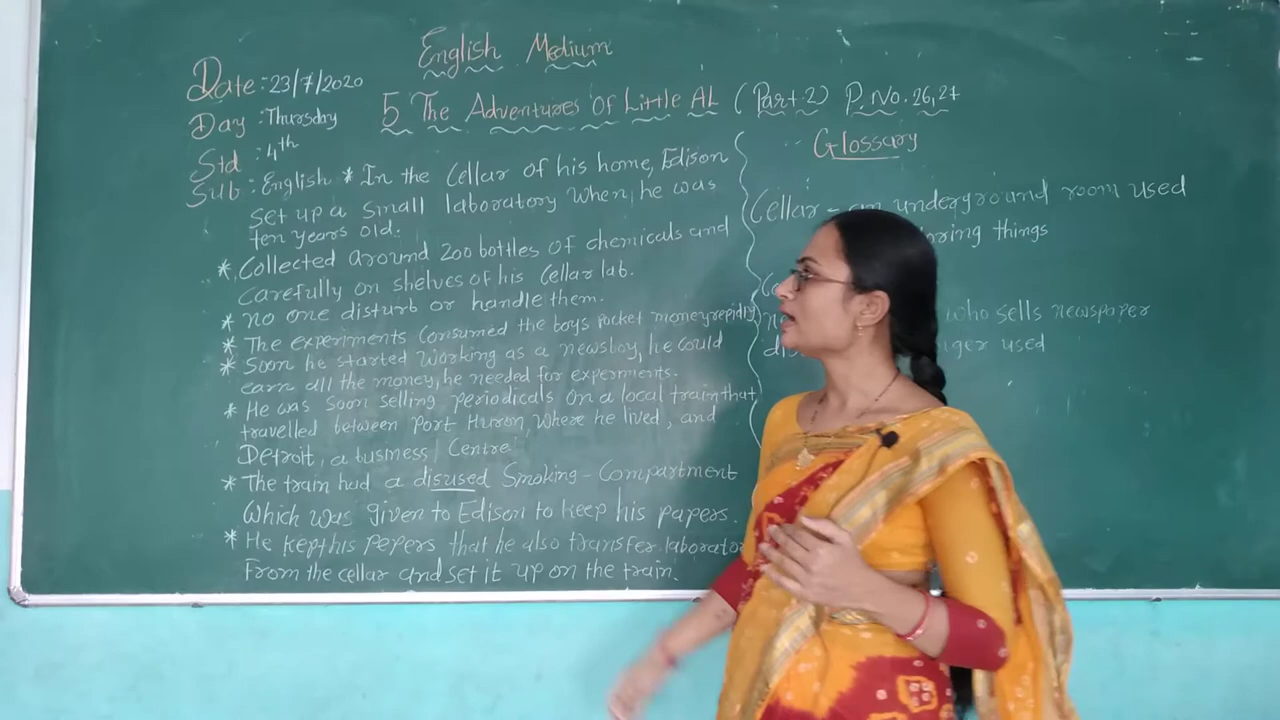 English Medium
Date : 23/7/2020
5 The Adventures Of Little AL (Part.2) P. No. 26,27
Day : Thursday
Std : 4th
Sub : English
* In the Cellar of his home, Edison
set up a small laboratory when, he was
ten years old.
* Collected around 200 bottles of chemicals and
carefully on shelves of his cellar lab.
* no one disturb or handle them.
* The experiments consumed the boys pocket money repidly
* Soon he started working as a newsboy, he could
earn all the money, he needed for experments.
* He was soon selling periodicals on a local train that
travelled between Port Huron, where he lived, and
Detroit, a busmess Centre
* The train had a disused Smoking - Compartment
Which was given to Edison to keep his papers.
* He kept his pepers that he also transfer laborator
From the cellar and set it up on the train.
Glossary
Cellar - an underground room used
things
who sells newspaper
used